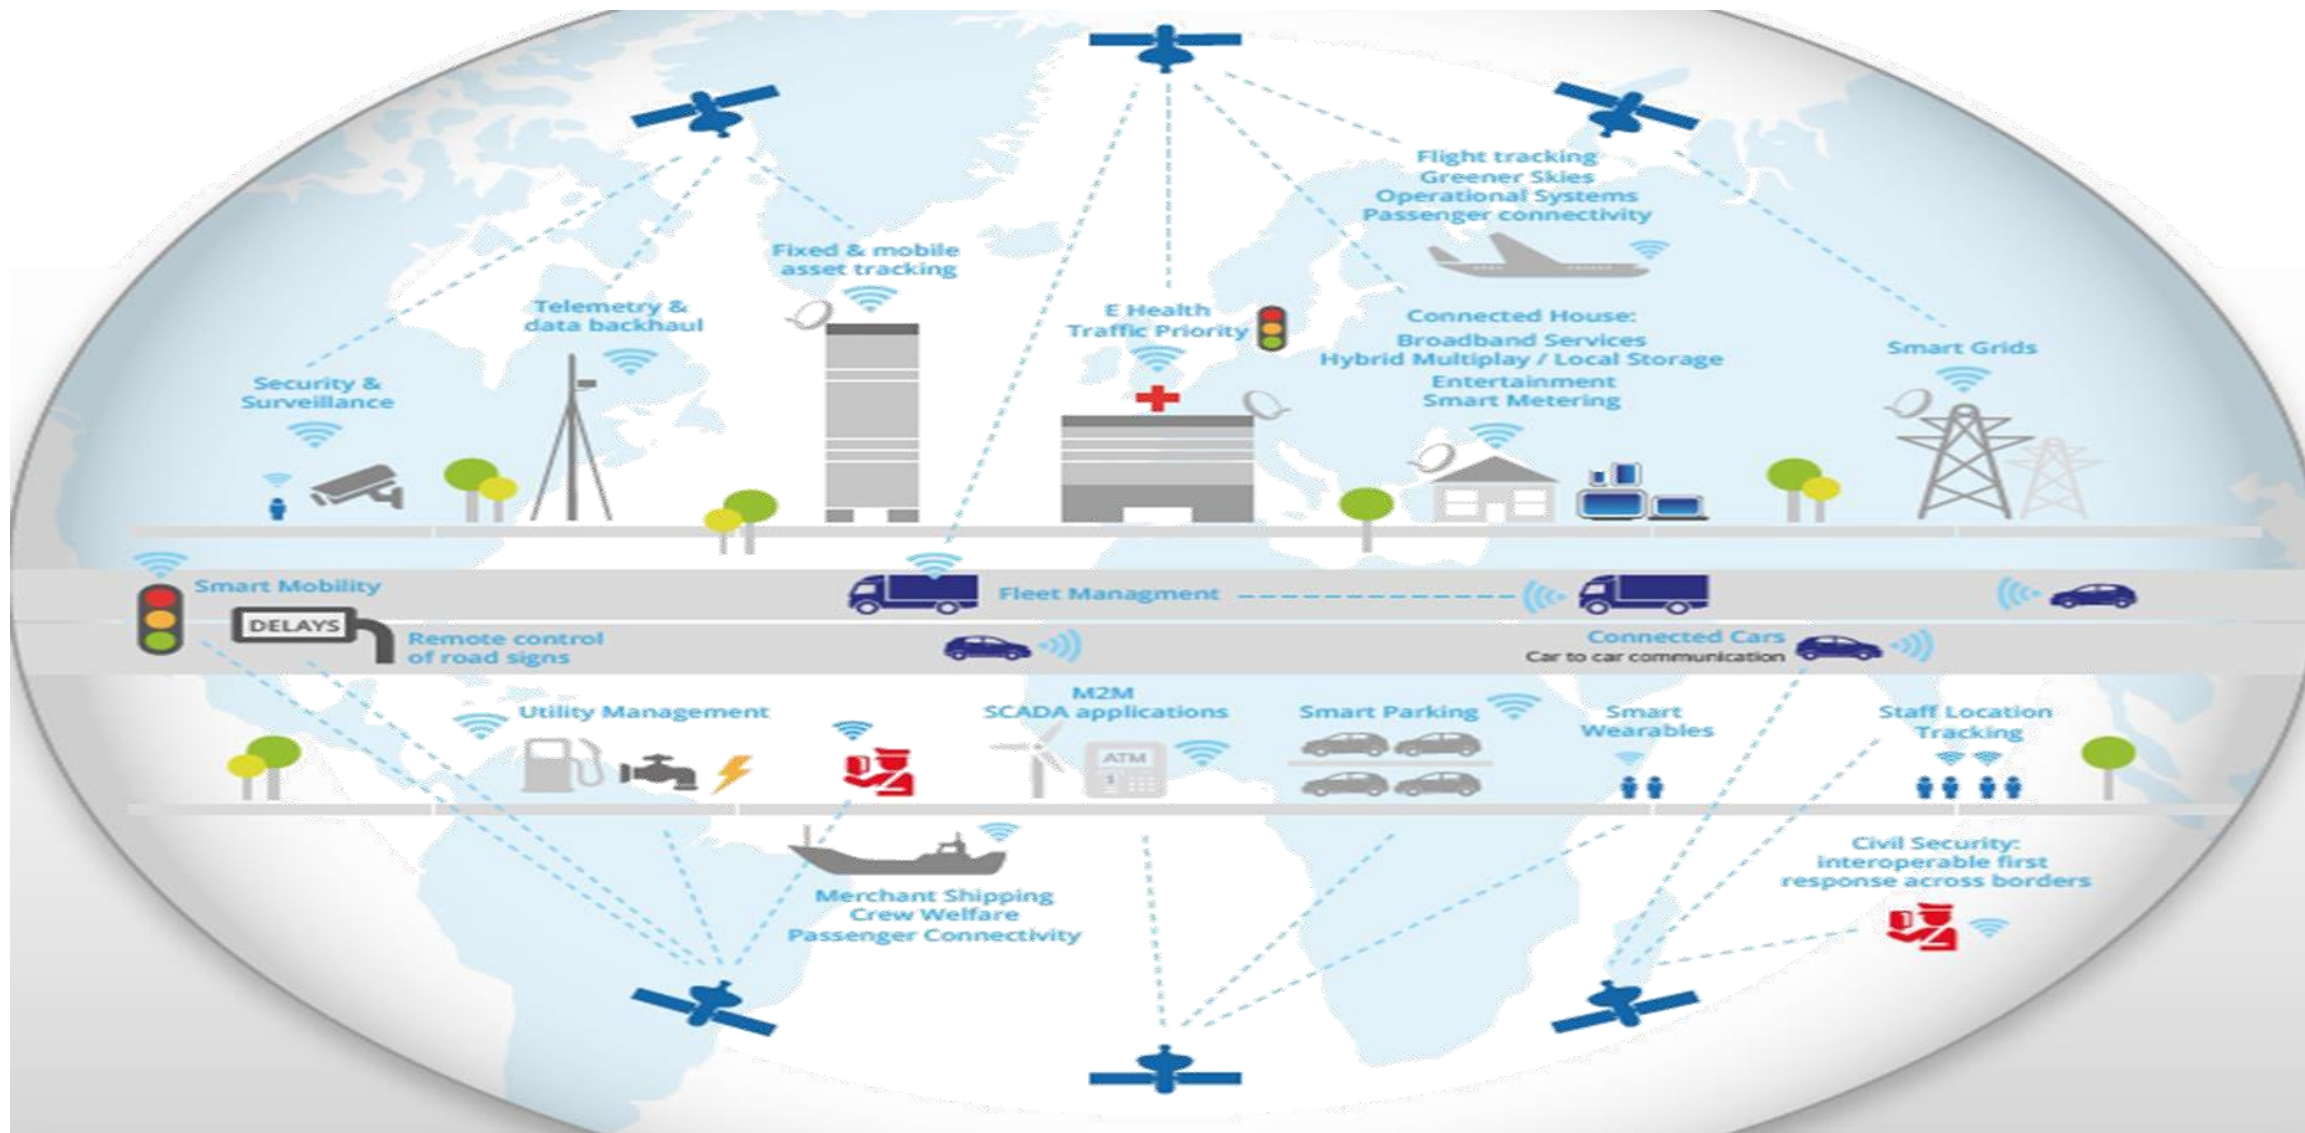 Flight tracking
Greener Skies
Operational Systems
Passenger connectivity
Fixed & mobile
asset tracking
Telemetry &
data backhaul
E Health
Traffic Priority
Connected House:
Broadband Services
Hybrid Multiplay / Local Storage
Entertainment
Smart Metering
Smart Grids
Security &
Surveillance
Smart Mobility
DELAYS
Remote control
of road signs
Fleet Managment
Connected Cars
Car to car communication
Utility Management
M2M
SCADA applications
ATM
1
Smart Parking
Smart
Wearables
Staff Location
Tracking
Merchant Shipping
Crew Welfare
Passenger Connectivity
Civil Security:
interoperable first
response across borders